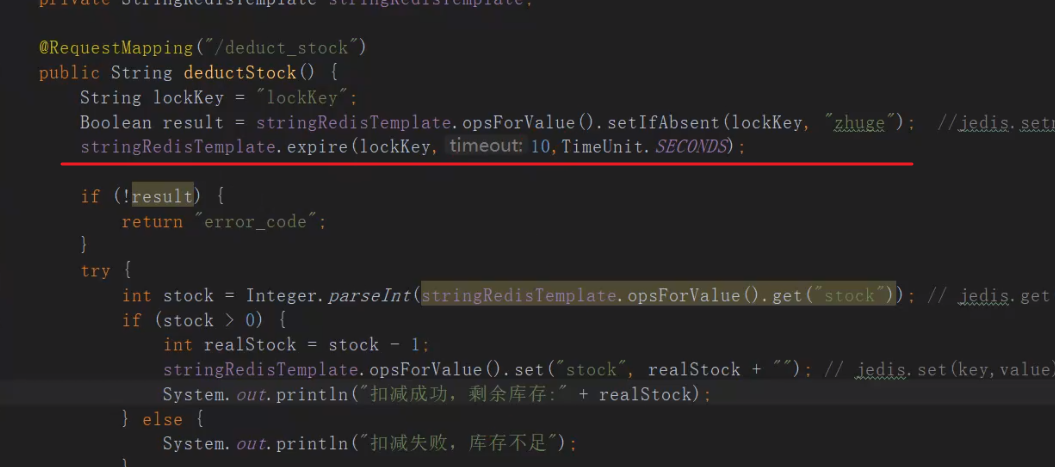 private StringRedisTemplate stringRedisTemplate;
@RequestMapping("/deduct_stock")
public String deductStock() {
String lockKey = "lockKey";
Boolean result = stringRedisTemplate.opsForValue().setIfAbsent(lockKey, "zhuge"); //jedis.setn
stringRedisTemplate.expire(lockKey, timeout: 10,TimeUnit.SECONDS);
if (!result) {
return "error_code";
}
try {
int stock = Integer.parseInt(stringRedisTemplate.opsForValue().get("stock")); // jedis.get
if (stock > 0) {
int realStock = stock - 1;
stringRedisTemplate.opsForValue().set("stock", realStock + ""); // jedis.set(key,value)
System.out.println("扣减成功，剩余库存:" + realStock);
} else {
System.out.println("扣减失败，库存不足");
}